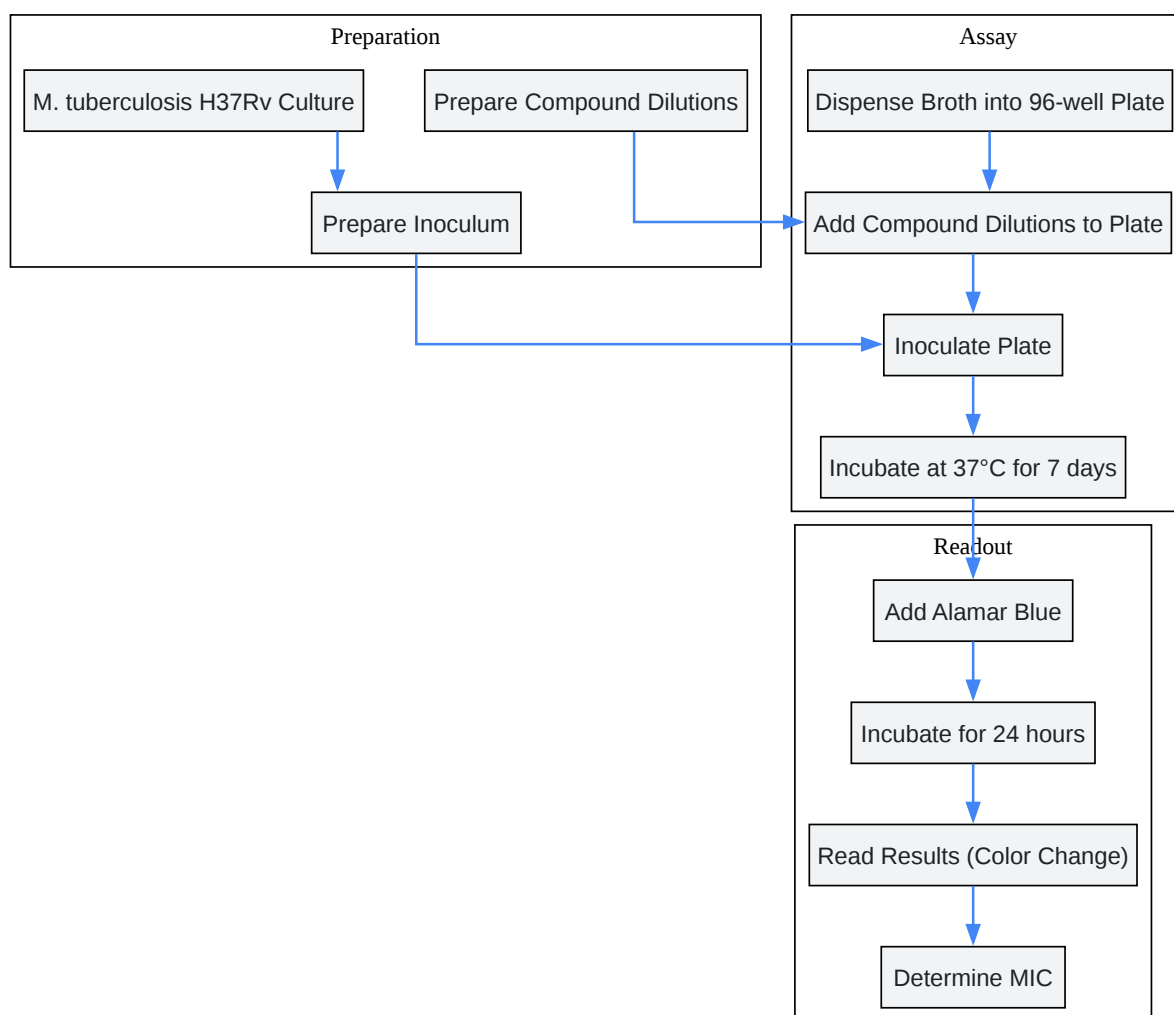 Preparation
M. tuberculosis H37Rv Culture
Prepare Compound Dilutions
Prepare Inoculum
Assay
Dispense Broth into 96-well Plate
Add Compound Dilutions to Plate
Inoculate Plate
Incubate at 37°C for 7 days
Readout
Add Alamar Blue
Incubate for 24 hours
Read Results (Color Change)
Determine MIC